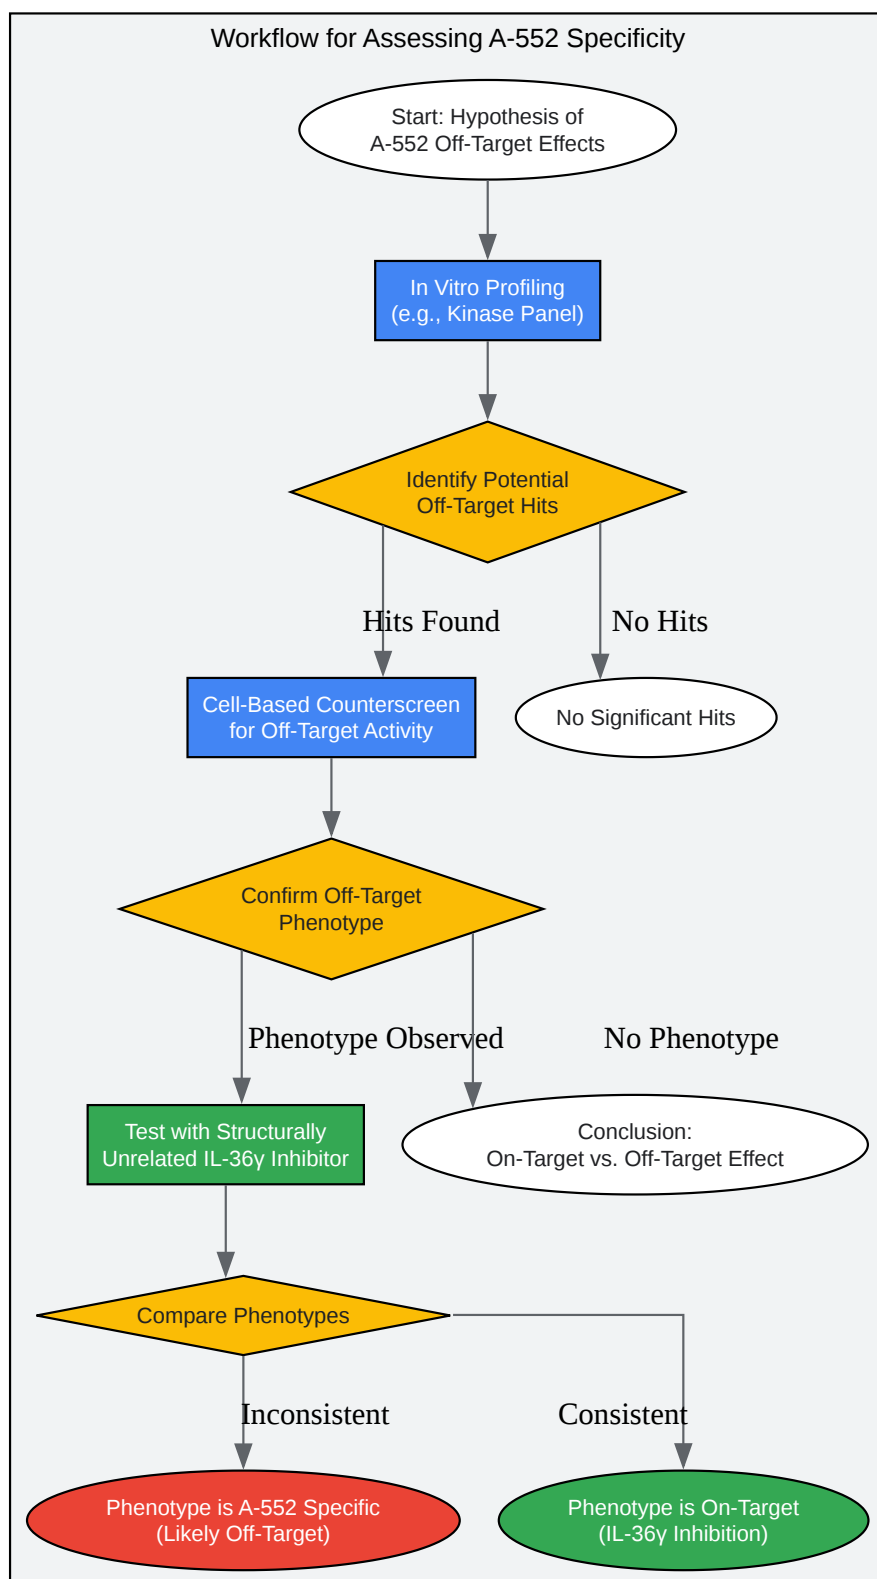 Workflow for Assessing A-552 Specificity
Start: Hypothesis of
A-552 Off-Target Effects
In Vitro Profiling
(e.g., Kinase Panel)
Identify Potential
Off-Target Hits
Hits Found
No Hits
Cell-Based Counterscreen
for Off-Target Activity
No Significant Hits
Confirm Off-Target
Phenotype
Phenotype Observed
No Phenotype
Test with Structurally
Unrelated IL-36γ Inhibitor
Conclusion:
On-Target vs. Off-Target Effect
Compare Phenotypes
Inconsistent
Consistent
Phenotype is A-552 Specific
(Likely Off-Target)
Phenotype is On-Target
(IL-36γ Inhibition)